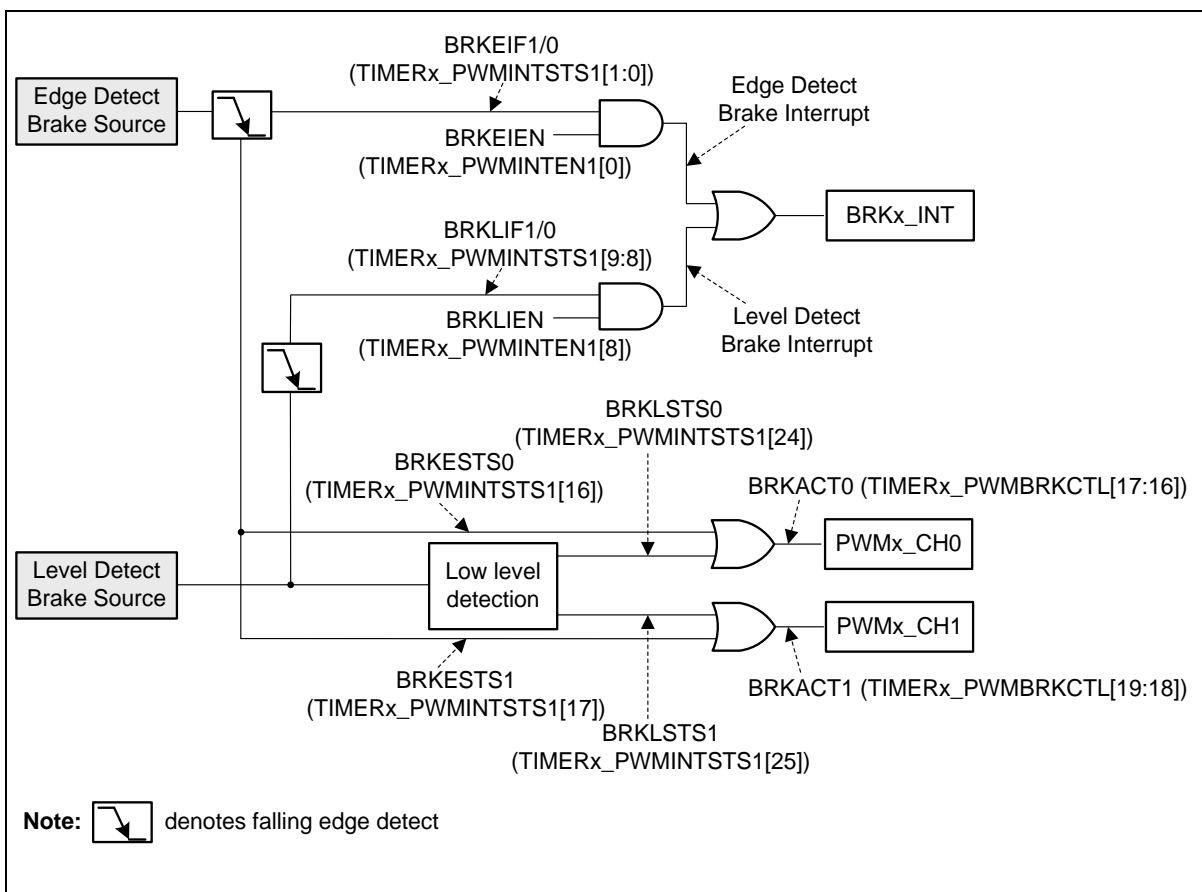 BRKEIF1/0
(TIMERx_PWMINTSTS1[1:0])
Edge Detect
Brake Source
Edge Detect
Brake Interrupt
BRKEIEN
(TIMERx_PWMINTEN1[0])
BRKx_INT
BRKLIF1/0
(TIMERx_PWMINTSTS1[9:8])
BRKLIEN
(TIMERx_PWMINTEN1[8])
Level Detect
Brake Interrupt
BRKLSTS0
(TIMERx_PWMINTSTS1[24])
BRKESTS0
(TIMERx_PWMINTSTS1[16])
BRKACT0 (TIMERx_PWMBRKCTL[17:16])
PWMx_CH0
Level Detect
Brake Source
Low level
detection
PWMx_CH1
BRKESTS1
(TIMERx_PWMINTSTS1[17])
BRKACT1 (TIMERx_PWMBRKCTL[19:18])
BRKLSTS1
(TIMERx_PWMINTSTS1[25])
Note: denotes falling edge detect